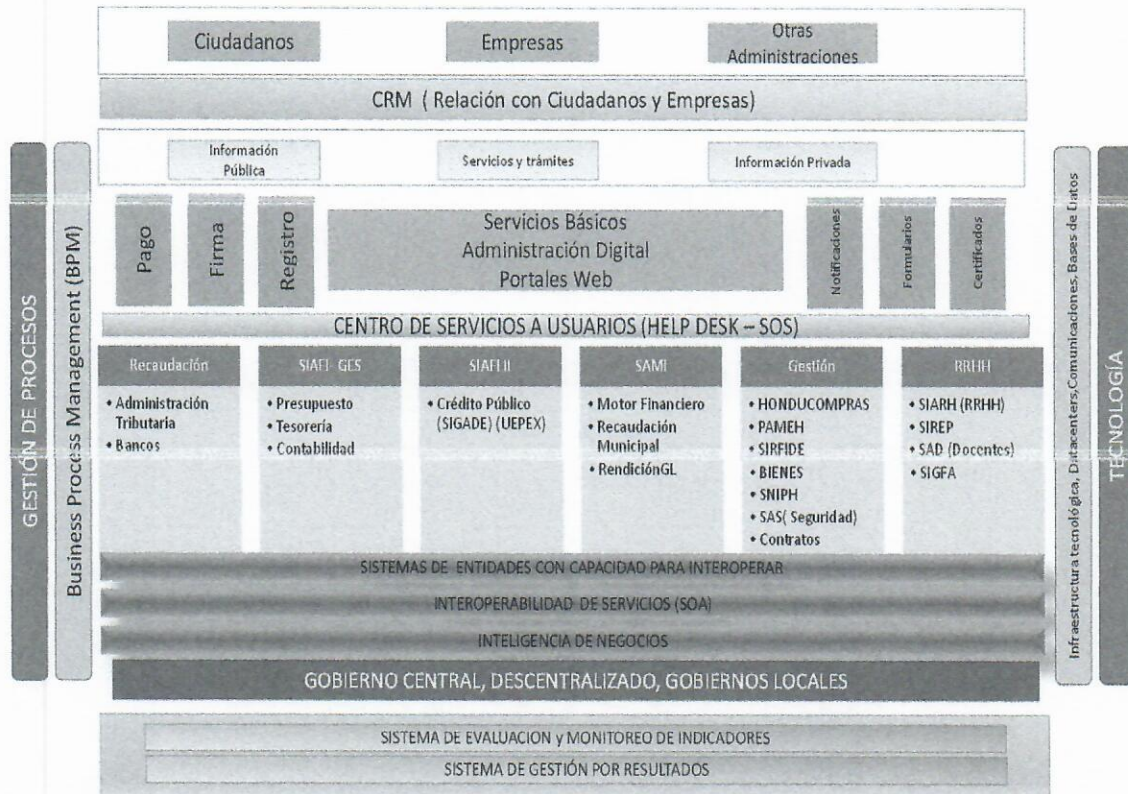 Ciudadanos
Empresas
Otras
Administraciones
CRM ( Relación con Ciudadanos y Empresas)
Información
Pública
Servicios y trámites
Información Privada
GESTIÓN DE PROCESOS
Business Process Management (BPM)
Pago
Firma
Registro
Servicios Básicos
Administración Digital
Portales Web
Notificaciones
Formularios
Certificados
Infraestructura tecnológica, Datacenters,Comunicaciones, Bases de Datos
TECNOLOGÍA
CENTRO DE SERVICIOS A USUARIOS (HELP DESK – SOS)
Recaudación
• Administración
Tributaria
• Bancos
SIAFI- GES
• Presupuesto
• Tesorería
• Contabilidad
SIAFI II
• Crédito Público
(SIGADE) (UEPEX)
SAMI
• Motor Financiero
• Recaudación
Municipal
• RendiciónGL
Gestión
• HONDUCOMPRAS
• PAMEH
• SIRFIDE
• BIENES
• SNIPH
• SAS( Seguridad)
• Contratos
RRHH
• SIARH (RRHH)
• SIREP
• SAD (Docentes)
• SIGFA
SISTEMAS DE ENTIDADES CON CAPACIDAD PARA INTEROPERAR
INTEROPERABILIDAD DE SERVICIOS (SOA)
INTELIGENCIA DE NEGOCIOS
GOBIERNO CENTRAL, DESCENTRALIZADO, GOBIERNOS LOCALES
SISTEMA DE EVALUACION y MONITOREO DE INDICADORES
SISTEMA DE GESTIÓN POR RESULTADOS